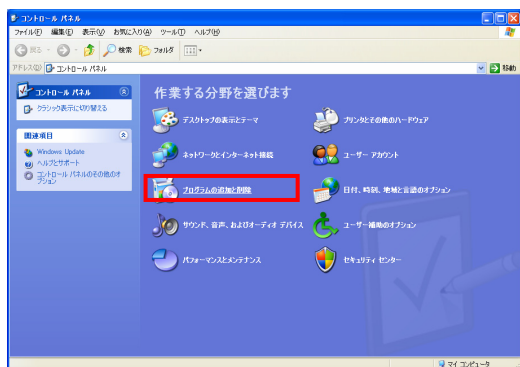 コントロール パネル
ファイル(F) 編集(E) 表示(V) お気に入り(A) ツール(T) ヘルプ(H)
戻る 検索 フォルダ
アドレス(D) コントロール パネル 移動
コントロール パネル
クラシック表示に切り替える
関連項目
Windows Update
ヘルプとサポート
コントロール パネルのその他のオプション
作業する分野を選びます
デスクトップの表示とテーマ
プリンタとその他のハードウェア
ネットワークとインターネット接続
ユーザー アカウント
プログラムの追加と削除
日付、時刻、地域と言語のオプション
サウンド、音声、およびオーディオ デバイス
ユーザー補助のオプション
パフォーマンスとメンテナンス
セキュリティ センター
マイ コンピュータ